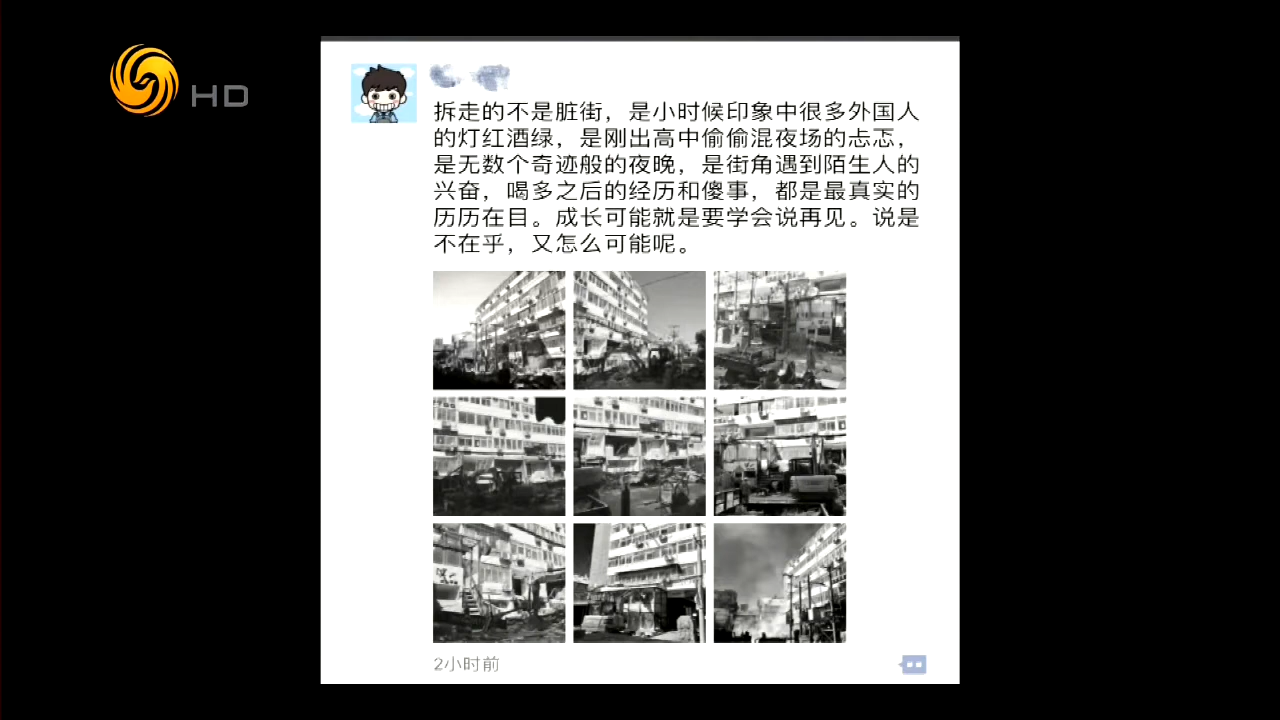 HD
拆走的不是脏街，是小时候印象中很多外国人
的灯红酒绿，是刚出高中偷偷混夜场的忐忑，
是无数个奇迹般的夜晚，是街角遇到陌生人的
兴奋，喝多之后的经历和傻事，都是最真实的
历历在目。成长可能就是要学会说再见。说是
不在乎，又怎么可能呢。
2小时前